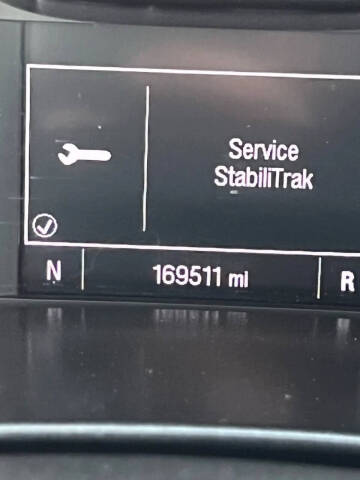 Service
StabiliTrak
N
169511 mi
R